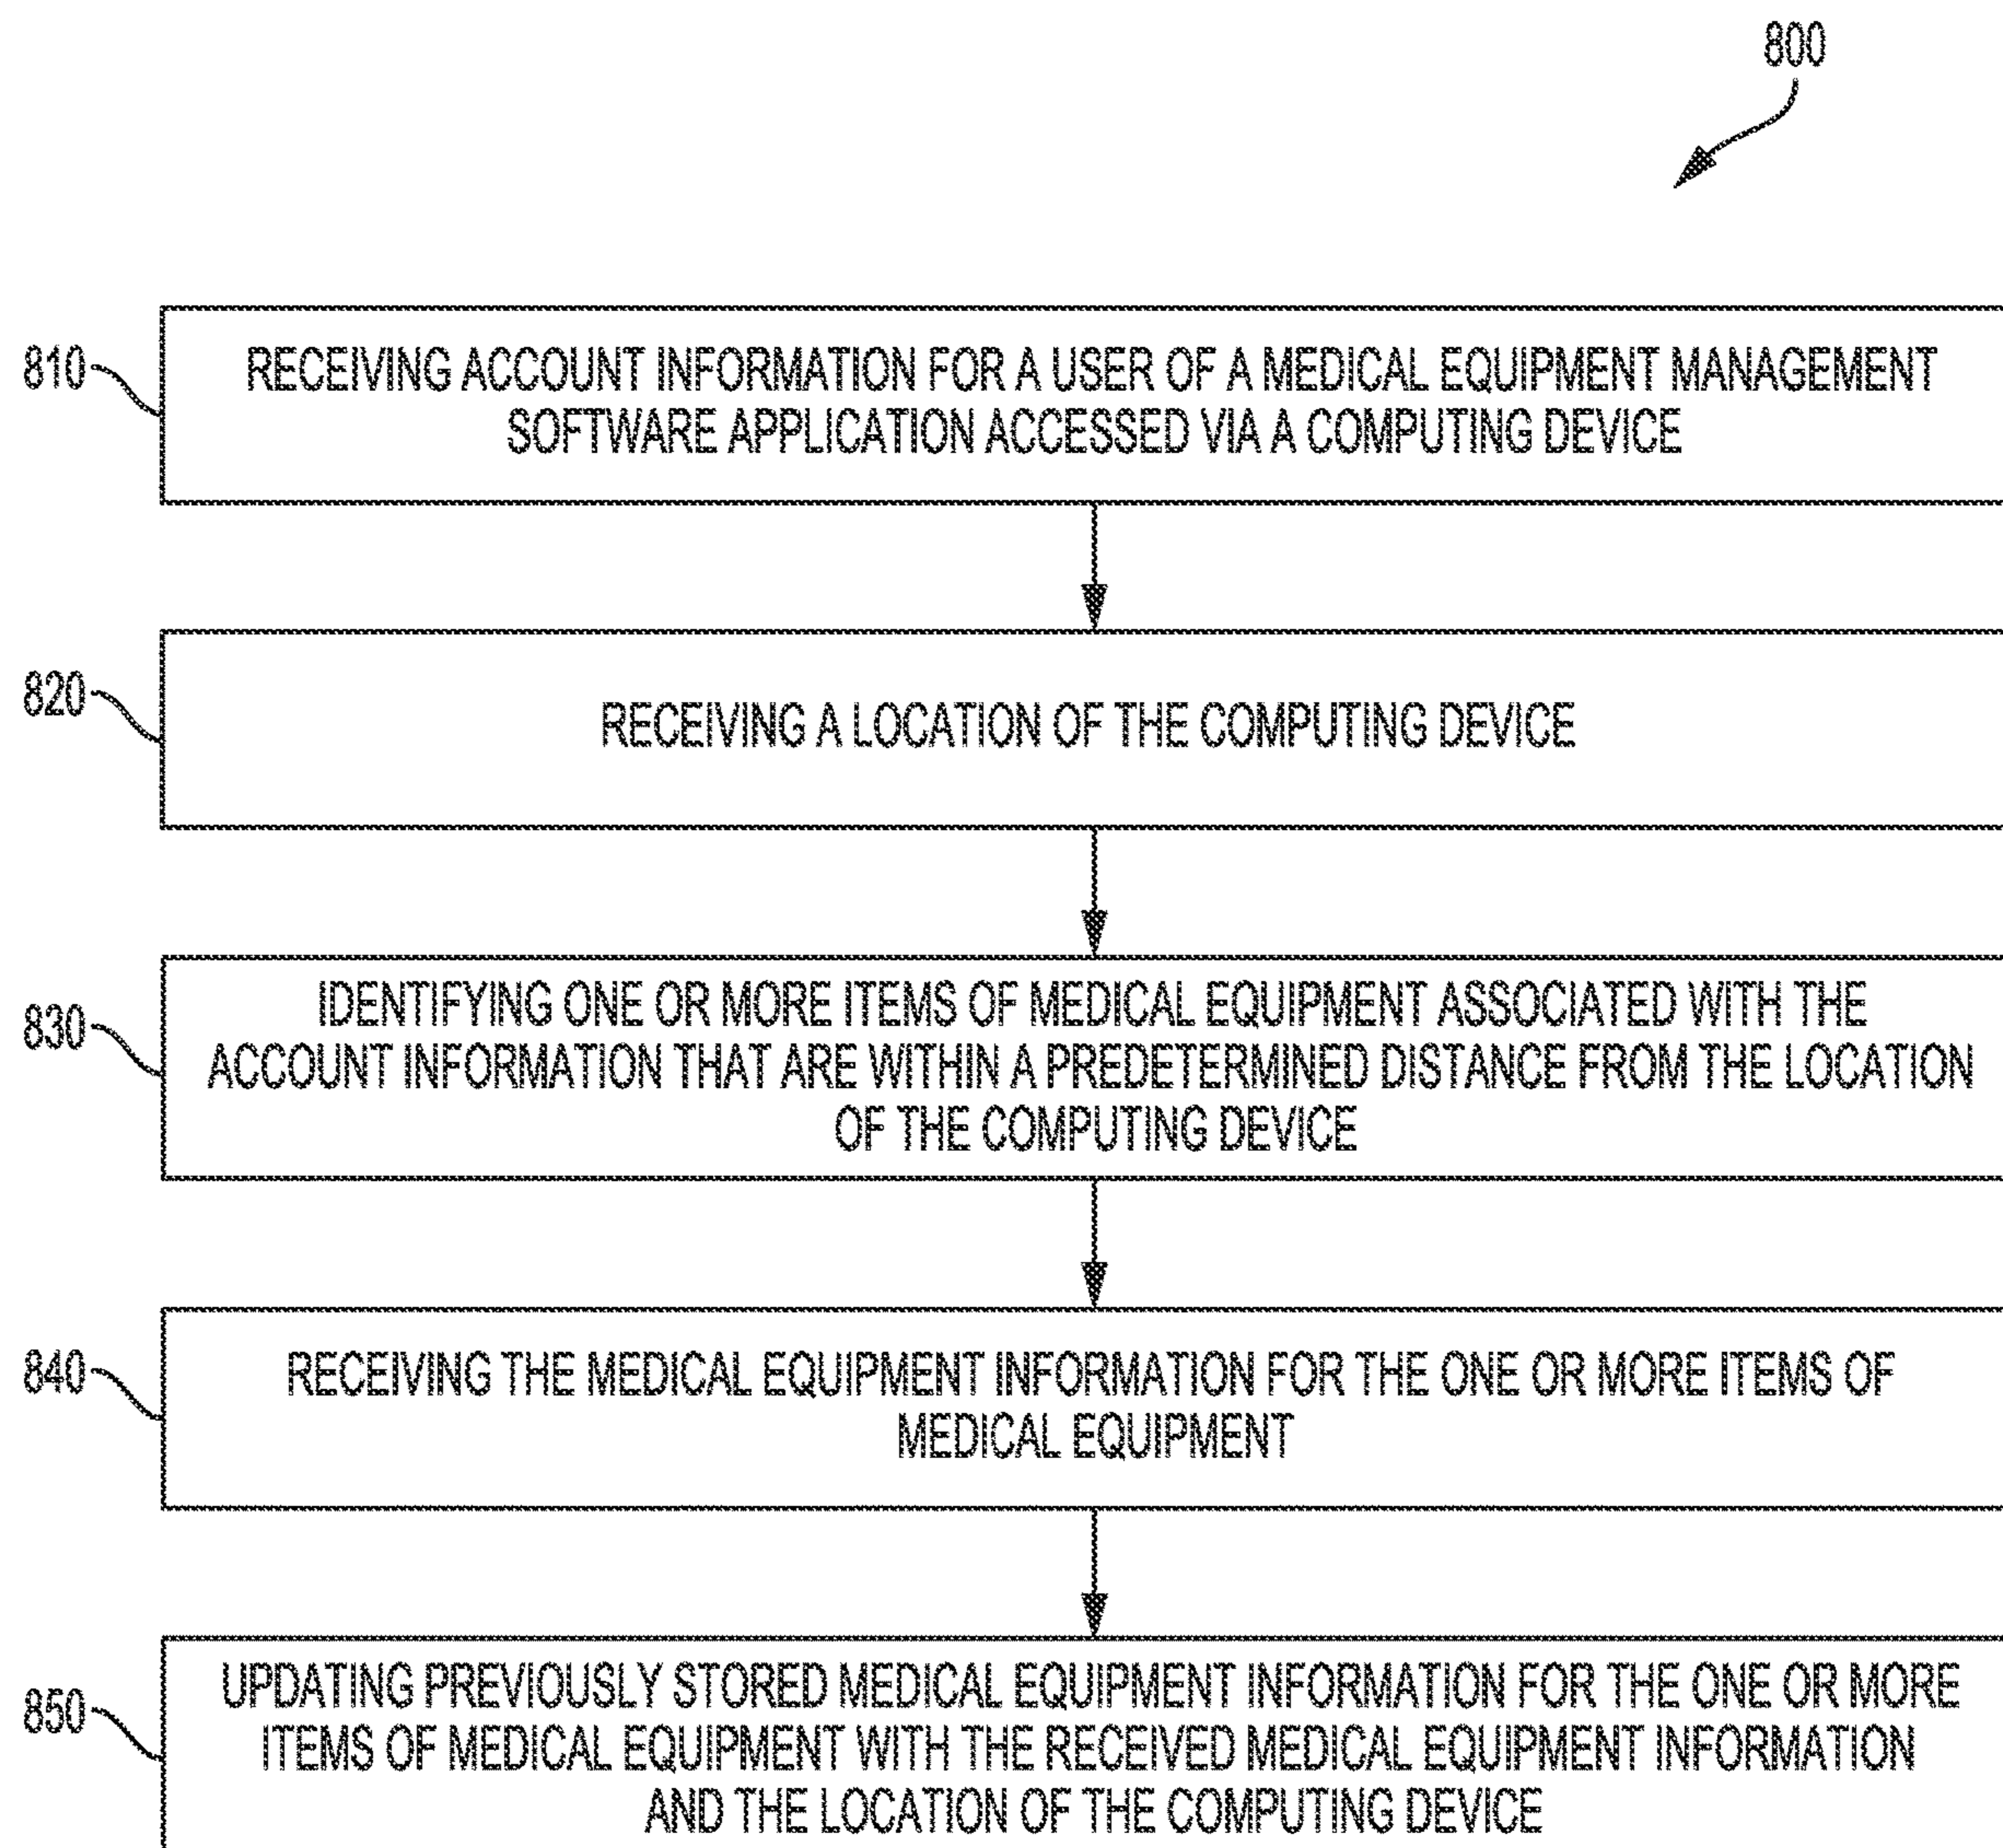 800
810
RECEIVING ACCOUNT INFORMATION FOR A USER OF A MEDICAL EQUIPMENT MANAGEMENT
SOFTWARE APPLICATION ACCESSED VIA A COMPUTING DEVICE
820
RECEIVING A LOCATION OF THE COMPUTING DEVICE
830
IDENTIFYING ONE OR MORE ITEMS OF MEDICAL EQUIPMENT ASSOCIATED WITH THE
ACCOUNT INFORMATION THAT ARE WITHIN A PREDETERMINED DISTANCE FROM THE LOCATION
OF THE COMPUTING DEVICE
840
RECEIVING THE MEDICAL EQUIPMENT INFORMATION FOR THE ONE OR MORE ITEMS OF
MEDICAL EQUIPMENT
850
UPDATING PREVIOUSLY STORED MEDICAL EQUIPMENT INFORMATION FOR THE ONE OR MORE
ITEMS OF MEDICAL EQUIPMENT WITH THE RECEIVED MEDICAL EQUIPMENT INFORMATION
AND THE LOCATION OF THE COMPUTING DEVICE